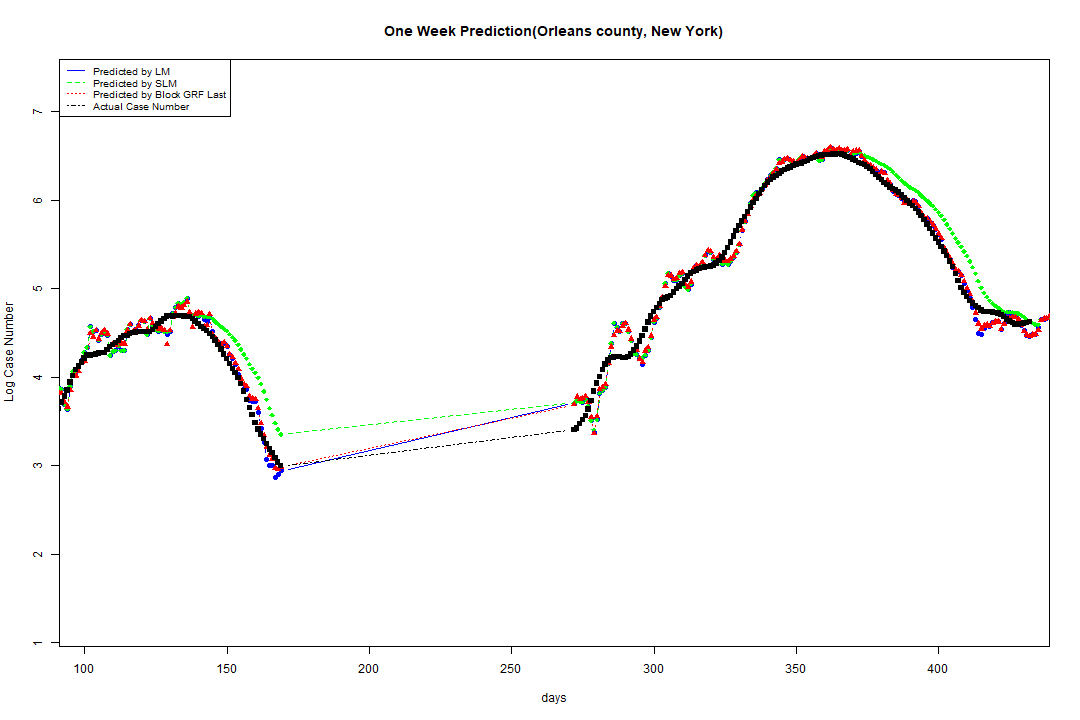 One Week Prediction(Orleans county, New York)
Predicted by LM
Predicted by SLM
Predicted by Block GRF Last
Actual Case Number
7
6
5
4
3
2
1
Log Case Number
100 150 200 250 300 350 400
days